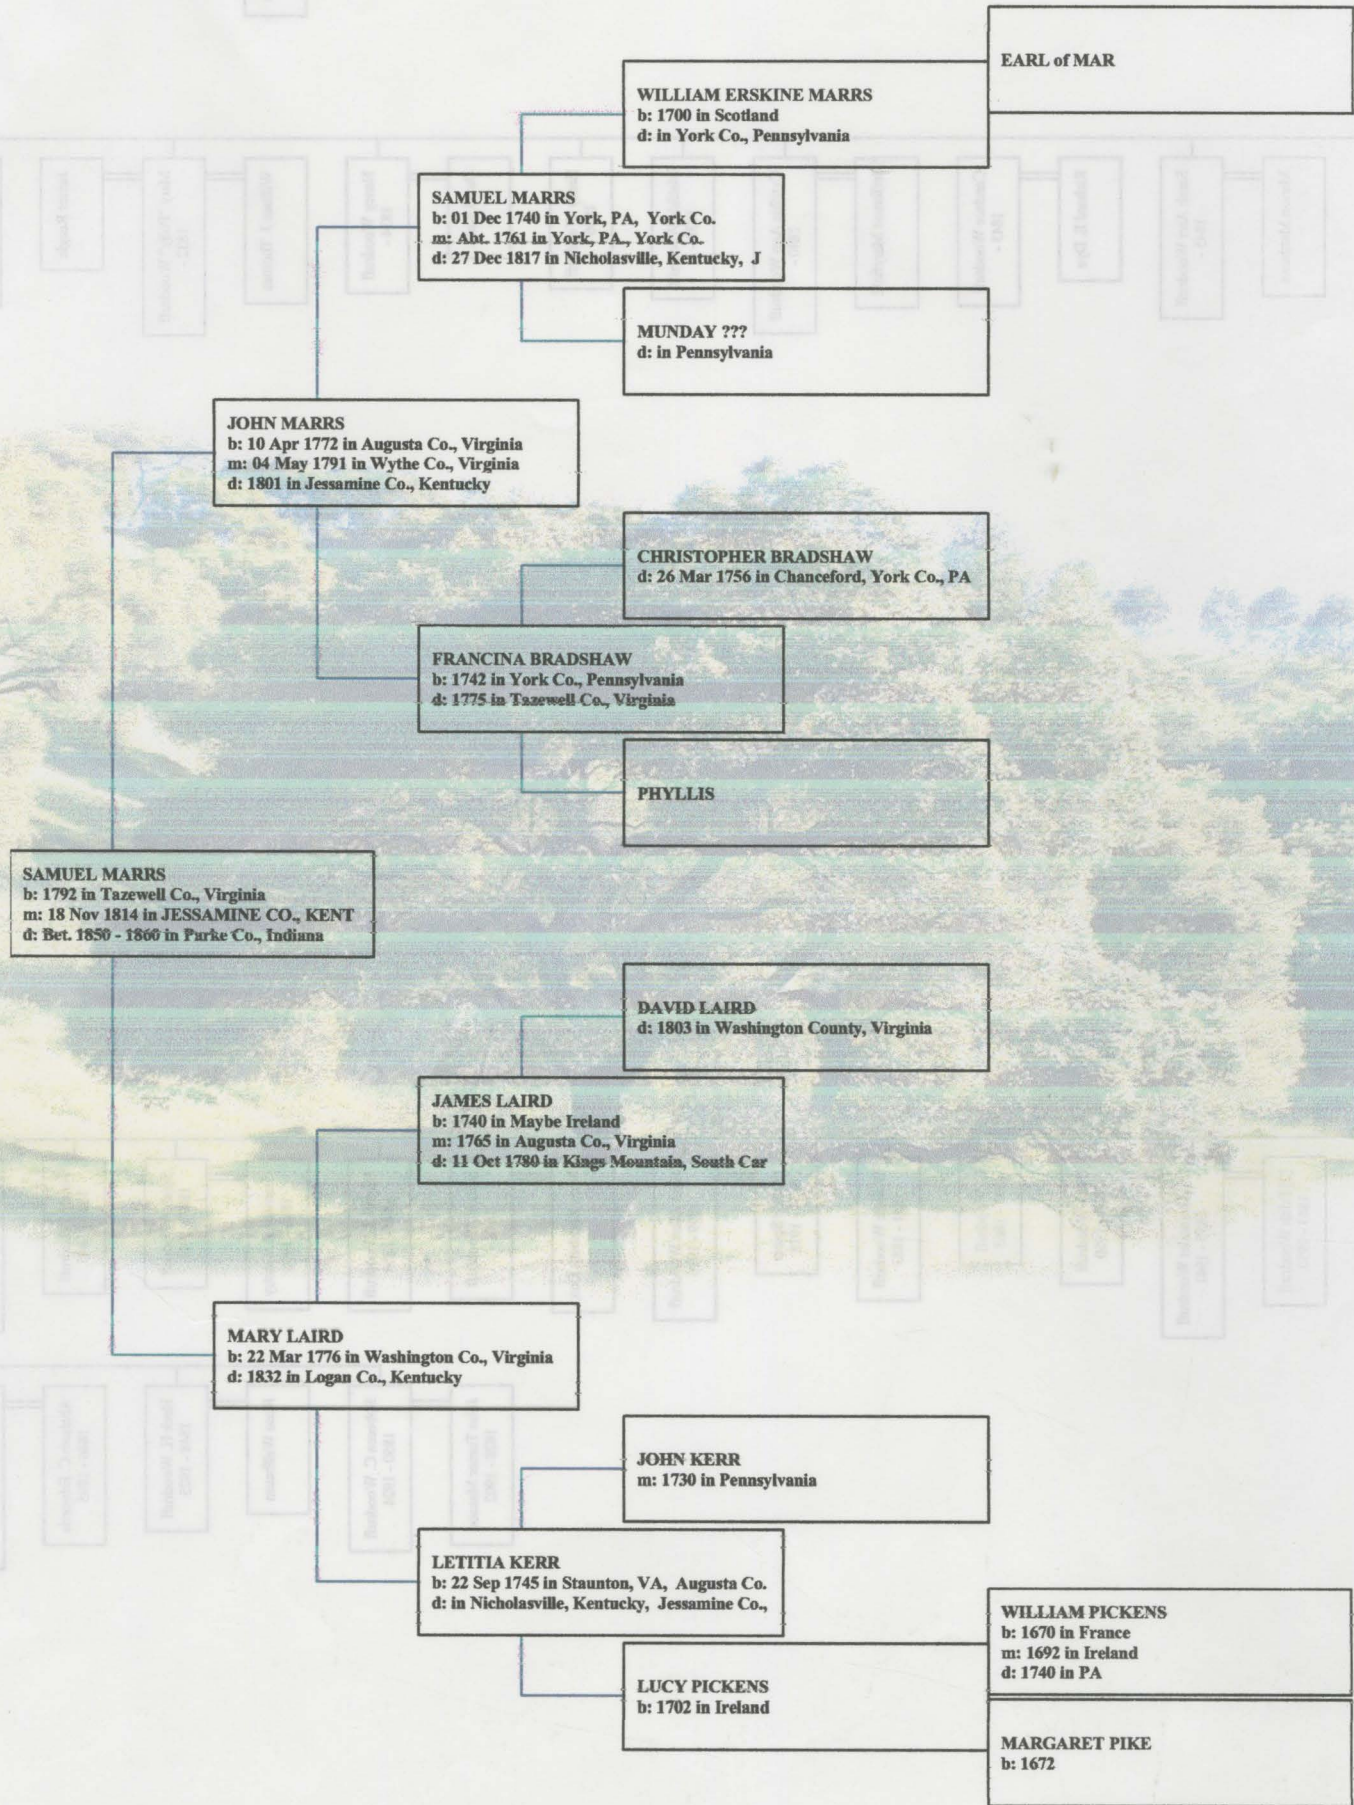 EARL of MAR
WILLIAM ERSKINE MARRS
b: 1700 in Scotland
d: in York Co., Pennsylvania
SAMUEL MARRS
b: 01 Dec 1740 in York, PA, York Co.
m: Abt. 1761 in York, PA., York Co.
d: 27 Dec 1817 in Nicholasville, Kentucky, J
MUNDAY ???
d: in Pennsylvania
JOHN MARRS
b: 10 Apr 1772 in Augusta Co., Virginia
m: 04 May 1791 in Wythe Co., Virginia
d: 1801 in Jessamine Co., Kentucky
CHRISTOPHER BRADSHAW
d: 26 Mar 1756 in Chanceford, York Co., PA
FRANCINA BRADSHAW
b: 1742 in York Co., Pennsylvania
d: 1775 in Tazewell Co., Virginia
PHYLLIS
SAMUEL MARRS
b: 1792 in Tazewell Co., Virginia
m: 18 Nov 1814 in JESSAMINE CO., KENT
d: Bet. 1850 - 1860 in Parke Co., Indiana
DAVID LAIRD
d: 1803 in Washington County, Virginia
JAMES LAIRD
b: 1740 in Maybe Ireland
m: 1765 in Augusta Co., Virginia
d: 11 Oct 1780 in Kings Mountain, South Car
MARY LAIRD
b: 22 Mar 1776 in Washington Co., Virginia
d: 1832 in Logan Co., Kentucky
JOHN KERR
m: 1730 in Pennsylvania
LETITIA KERR
b: 22 Sep 1745 in Staunton, VA, Augusta Co.
d: in Nicholasville, Kentucky, Jessamine Co.,
WILLIAM PICKENS
b: 1670 in France
m: 1692 in Ireland
d: 1740 in PA
LUCY PICKENS
b: 1702 in Ireland
MARGARET PIKE
b: 1672